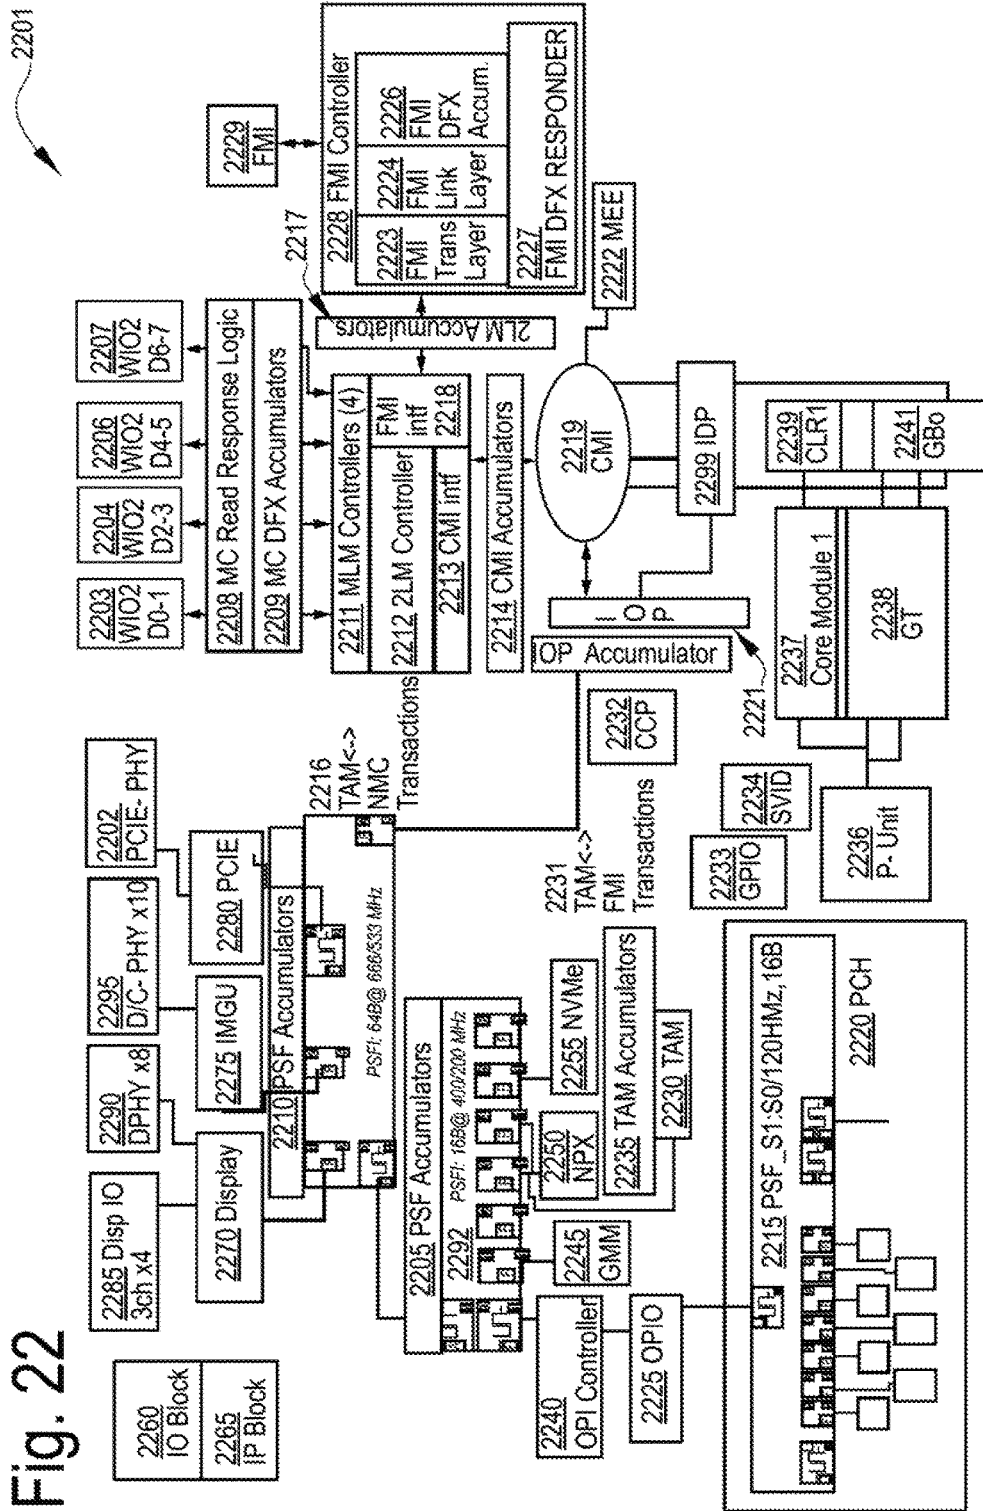 Fig. 22
2201
2260
IO Block
2265
IP Block
2285 Disp IO
3ch x4
2290
DPHY x8
2295
D/C- PHY x10
2202
PCIE- PHY
2270 Display
2275 IMGU
2280 PCIE
2210 PSF Accumulators
PSFI: 64B@ 666/533 MHz
2216
TAM<->
NMC
Transactions
2203
WIO2
D0-1
2204
WIO2
D2-3
2206
WIO2
D4-5
2207
WIO2
D6-7
2208 MC Read Response Logic
2209 MC DFX Accumulators
2211 MLM Controllers (4)
2212 2LM Controller
FMI
intf
2218
2213 CMI intf
2214 CMI Accumulators
2217
2LM Accumulators
2229
FMI
2228 FMI Controller
2223
FMI
Trans
Layer
2224
FMI
Link
Layer
2226
FMI
DFX
Accum.
2227
FMI DFX RESPONDER
2222 MEE
2219
CMI
2299 IDP
I
O
P
OP Accumulator
2221
2205 PSF Accumulators
2292
PSFI: 16B@ 400/200 MHz
2240
OPI Controller
2245
GMM
2250
NPX
2255 NVMe
2235 TAM Accumulators
2230 TAM
2225 OPIO
2231
TAM<->
FMI
Transactions
2232
CCP
2233
GPIO
2234
SVID
2236
P- Unit
2237
Core Module 1
2238
GT
2239
CLR1
2241
GBo
2215 PSF_S1:S0/120HMz,16B
2220 PCH